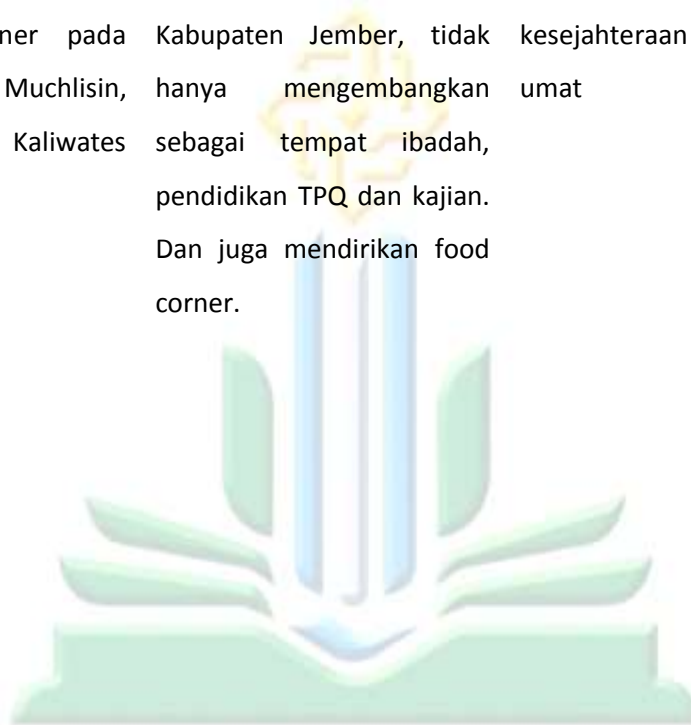 ner pada
Muchlisin,
Kaliwates
Kabupaten Jember, tidak
hanya mengembangkan
sebagai tempat ibadah,
pendidikan TPQ dan kajian.
Dan juga mendirikan food
corner.
kesejahteraan
umat